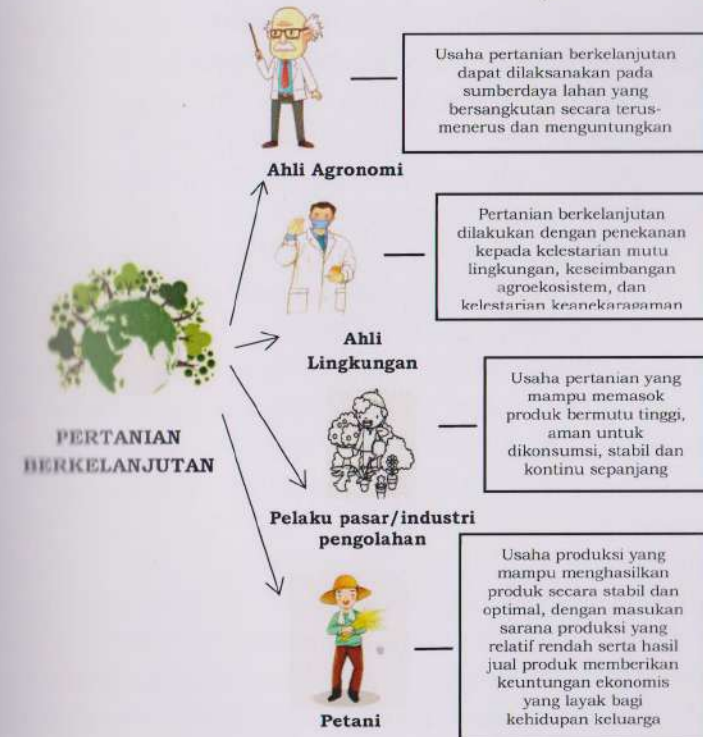 Usaha pertanian berkelanjutan
dapat dilaksanakan pada
sumberdaya lahan yang
bersangkutan secara terus-
menerus dan menguntungkan
Ahli Agronomi
Pertanian berkelanjutan
dilakukan dengan penekanan
kepada kelestarian mutu
lingkungan, keseimbangan
agroekosistem, dan
kelestarian keanekaragaman
Ahli
Lingkungan
Usaha pertanian yang
mampu memasok
produk bermutu tinggi,
aman untuk
dikonsumsi, stabil dan
kontinu sepanjang
PERTANIAN
BERKELANJUTAN
Pelaku pasar/industri
pengolahan
Usaha produksi yang
mampu menghasilkan
produk secara stabil dan
optimal, dengan masukan
sarana produksi yang
relatif rendah serta hasil
jual produk memberikan
keuntungan ekonomis
yang layak bagi
kehidupan keluarga
Petani